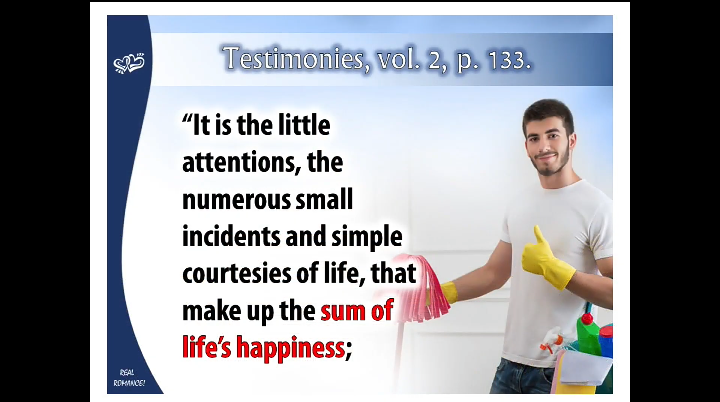 Testimonies, vol. 2, p. 133.
“It is the little
attentions, the
numerous small
incidents and simple
courtesies of life, that
make up the sum of
life’s happiness;
REAL
ROMANCE!